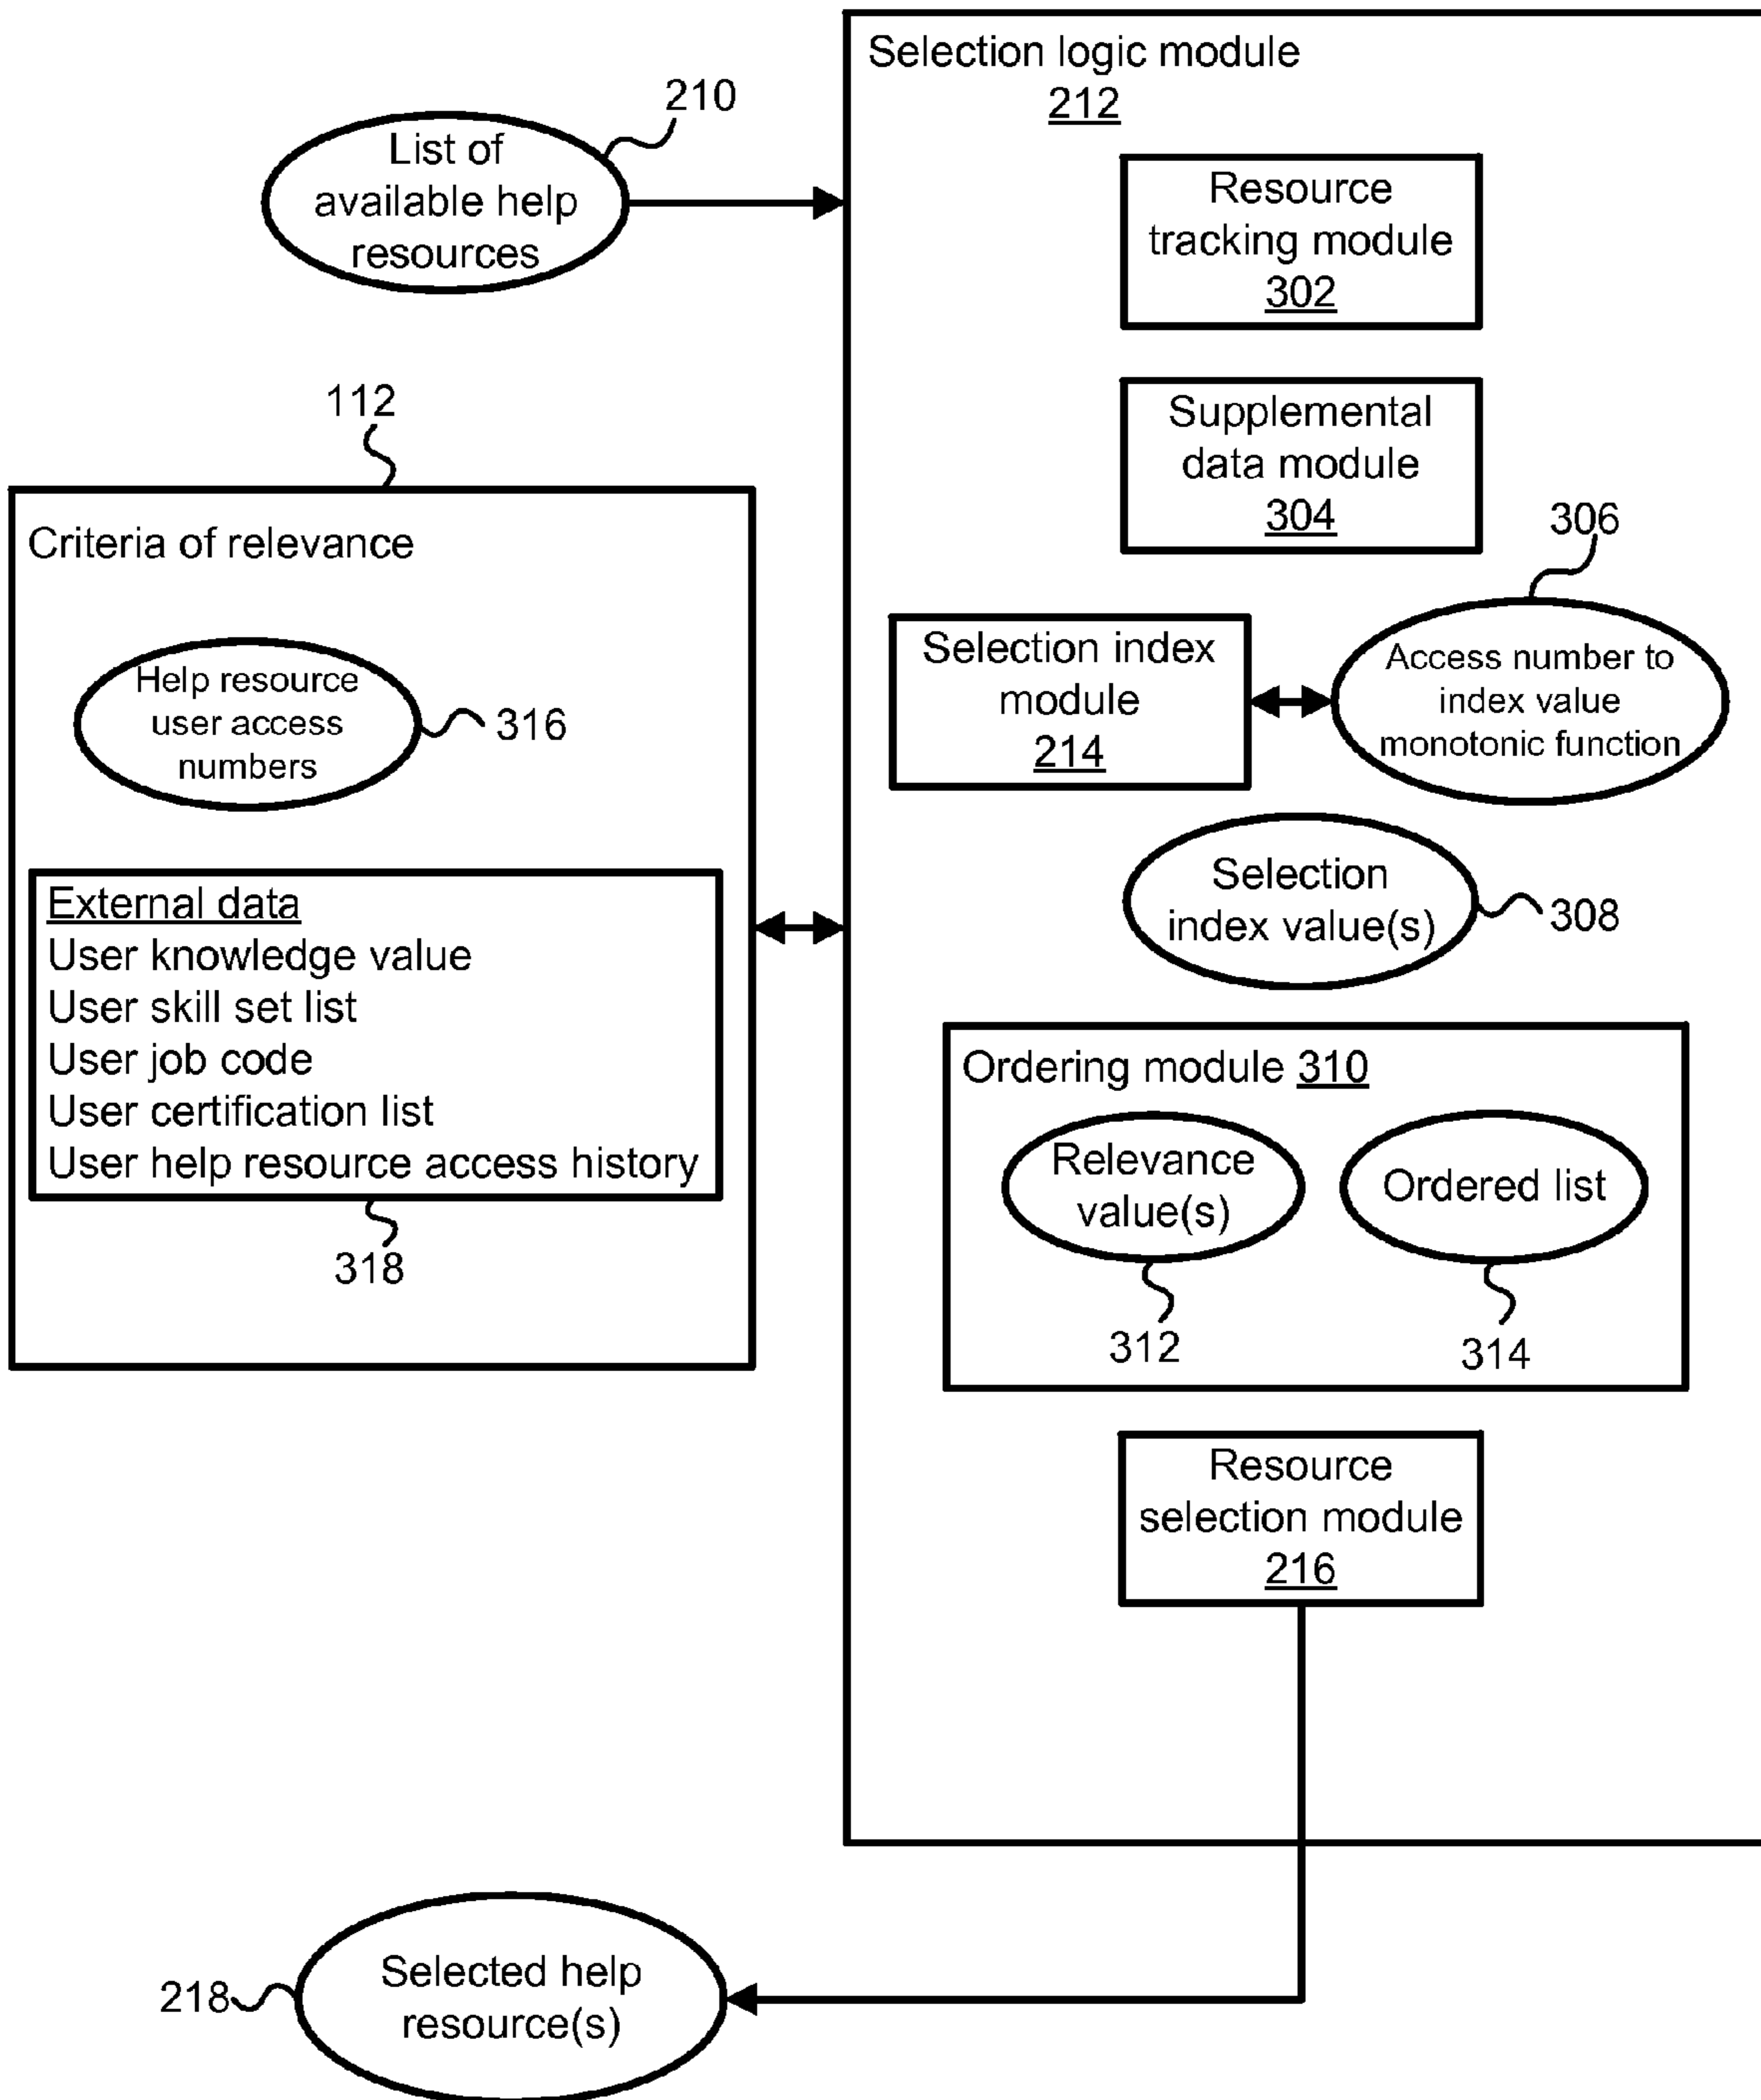 Selection logic module
212
210
List of
available help
resources
Resource
tracking module
302
Supplemental
data module
304
112
Criteria of relevance
306
Selection index
module
214
Access number to
index value
monotonic function
Help resource
user access
numbers
316
Selection
index value(s)
308
External data
User knowledge value
User skill set list
User job code
User certification list
User help resource access history
318
Ordering module 310
Relevance
value(s)
Ordered list
312
314
Resource
selection module
216
218
Selected help
resource(s)